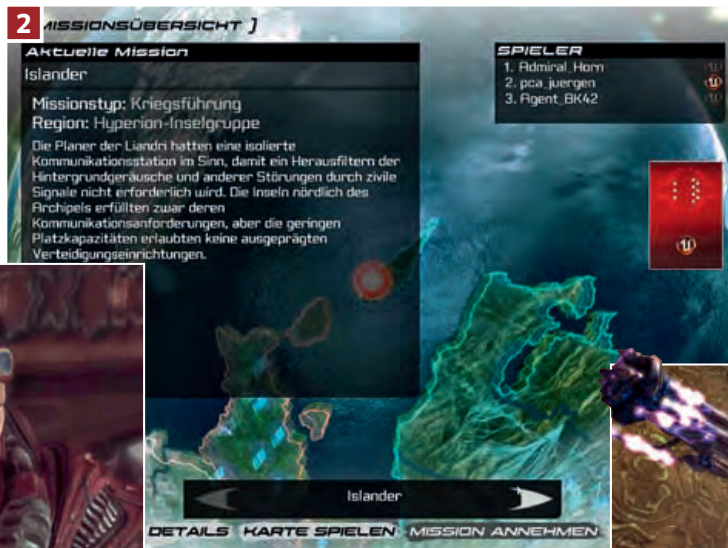 2
MISSIONSÜBERSICHT ]
Aktuelle Mission
Islander
Missionstyp: Kriegsführung
Region: Hyperion-Inselgruppe
Die Planer der Liandri hatten eine isolierte
Kommunikationsstation im Sinn, damit ein Herausfiltern der
Hintergrundgeräusche und anderer Störungen durch zivile
Signale nicht erforderlich wird. Die Inseln nördlich des
Archipels erfüllten zwar deren
Kommunikationsanforderungen, aber die geringen
Platzkapazitäten erlaubten keine ausgeprägten
Verteidigungseinrichtungen.
SPIELER
1. Admiral_Horn
2. pca_juergen
3. Agent_BK42
Islander
DETAILS KARTE SPIELEN MISSION ANNEHMEN